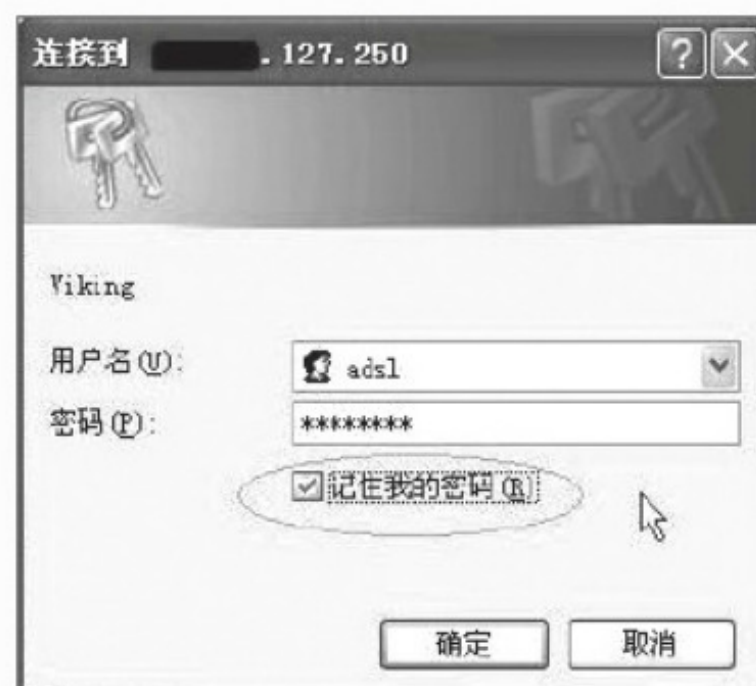 连接到 .127.250
Viking
用户名(U):
adsl
密码(P):
********
记住我的密码(R)
确定
取消